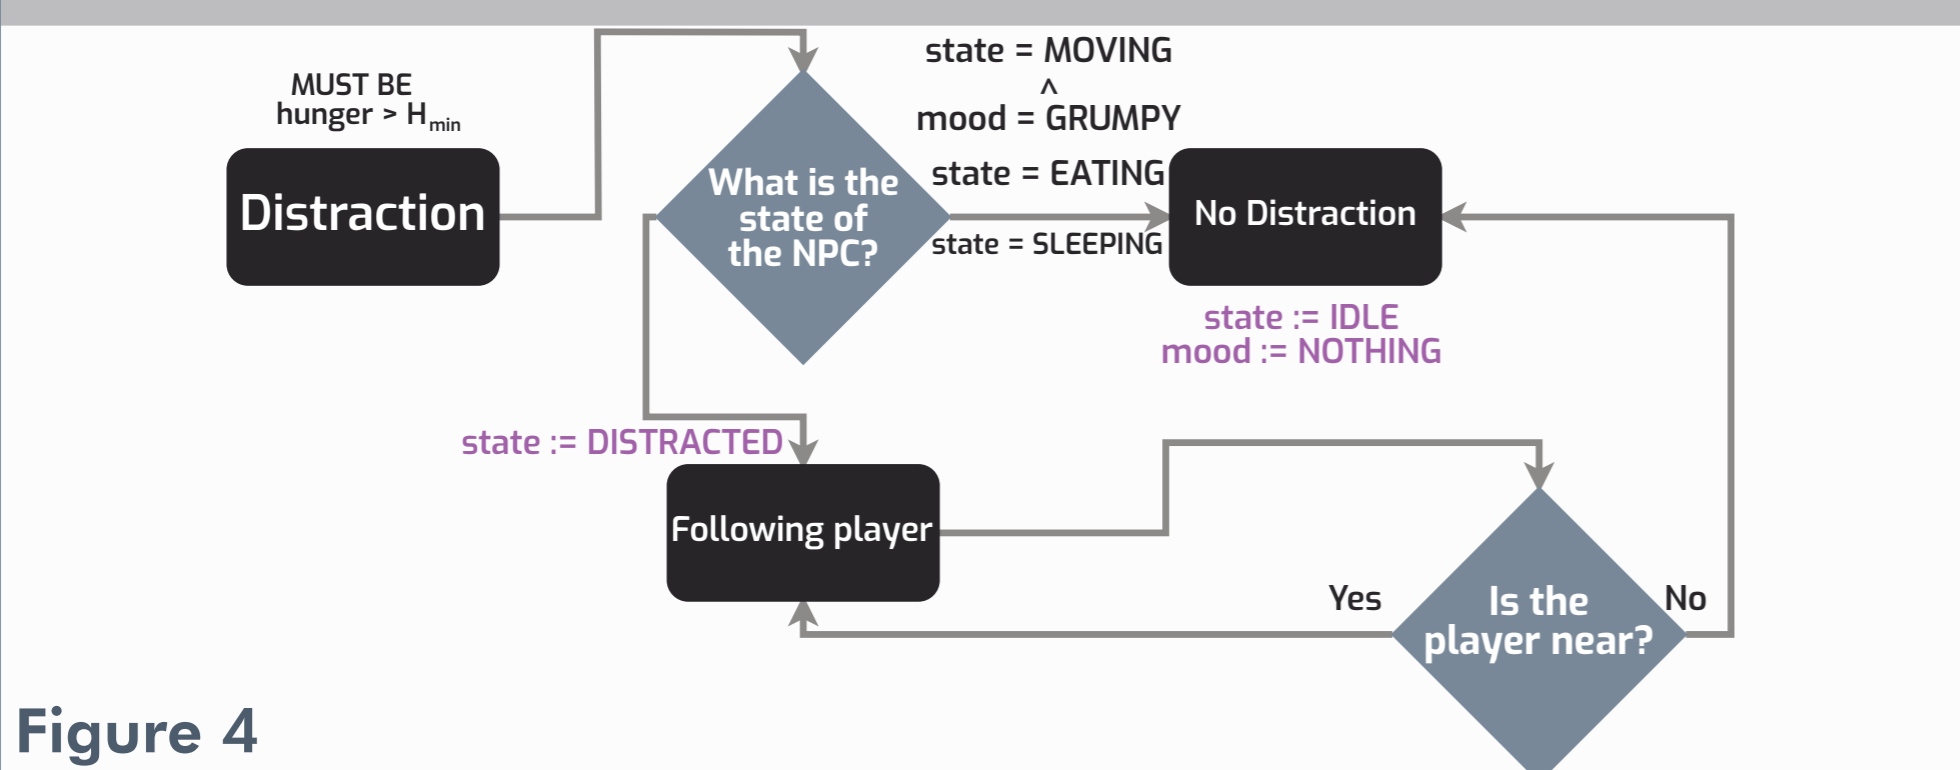 MUST BE
hunger > Hmin
Distraction
What is the
state of
the NPC?
state = MOVING
^
mood = GRUMPY
state = EATING
state = SLEEPING
No Distraction
state := IDLE
mood := NOTHING
state := DISTRACTED
Following player
Yes
Is the
player near?
No
Figure 4